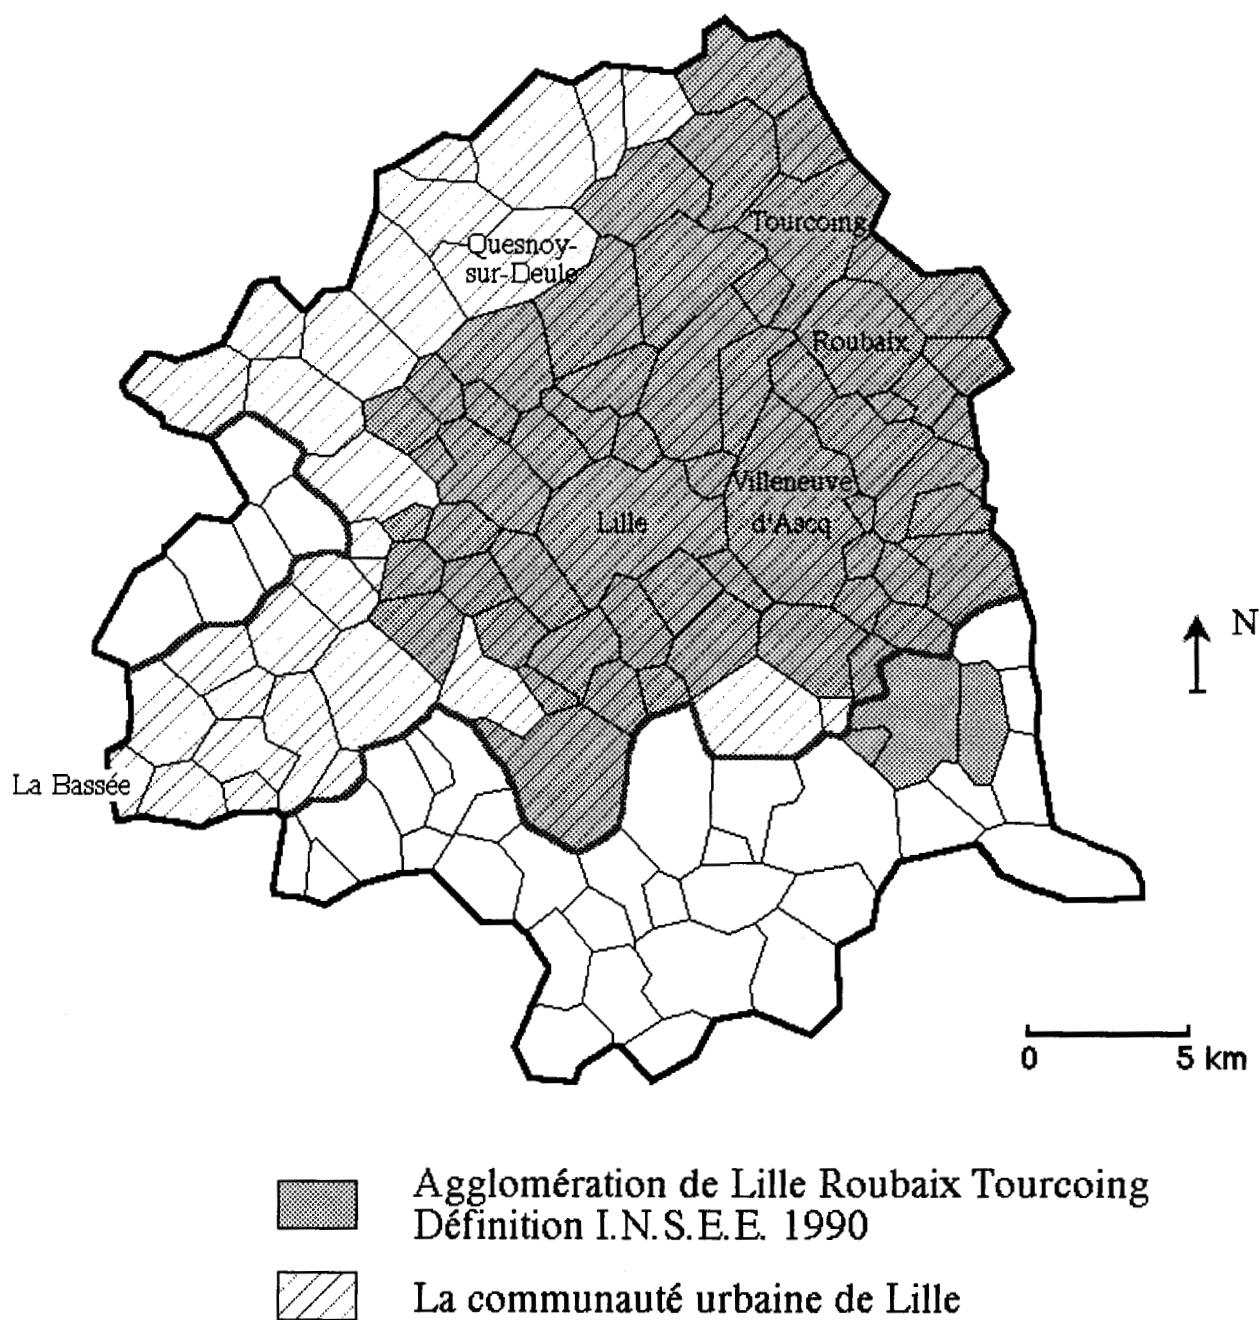 Tourcoing
Quesnoy-
sur-Deule
Roubaix
Villeneuve
d'Ascq
Lille
N
La Bassée
0 5 km
Agglomération de Lille Roubaix Tourcoing
Définition I.N.S.E.E. 1990
La communauté urbaine de Lille